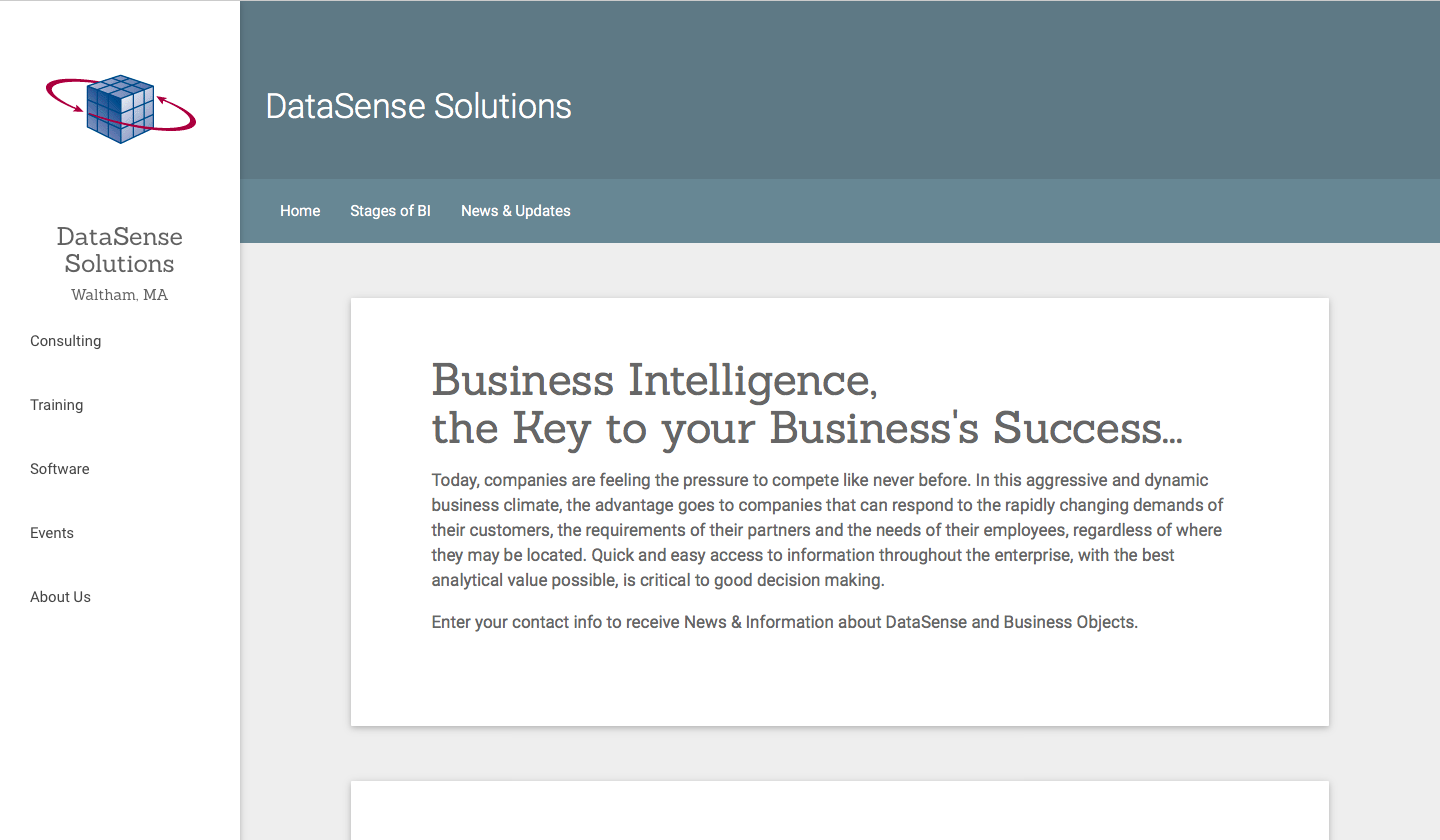 DataSense Solutions
Home
Stages of BI
News & Updates
DataSense
Solutions
Waltham, MA
Consulting
Training
Software
Events
About Us
Business Intelligence,
the Key to your Business's Success...
Today, companies are feeling the pressure to compete like never before. In this aggressive and dynamic
business climate, the advantage goes to companies that can respond to the rapidly changing demands of
their customers, the requirements of their partners and the needs of their employees, regardless of where
they may be located. Quick and easy access to information throughout the enterprise, with the best
analytical value possible, is critical to good decision making.
Enter your contact info to receive News & Information about DataSense and Business Objects.